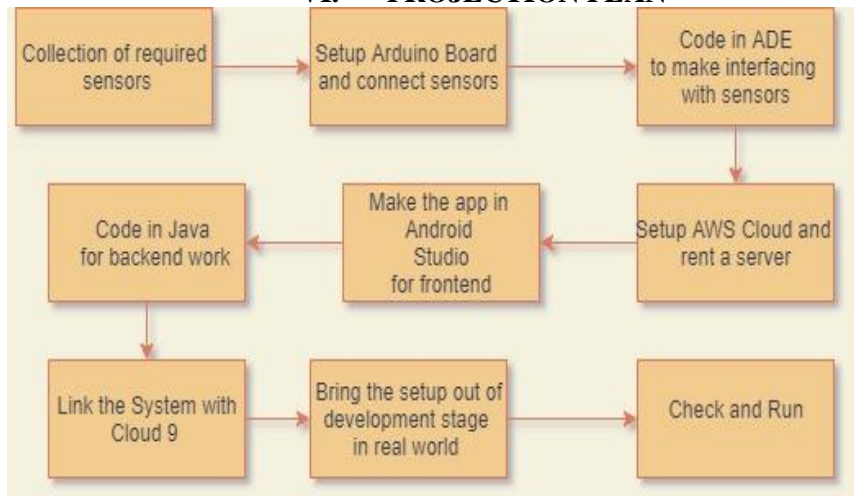 VI. PROJECTION PLAN
Collection of required
sensors
Setup Arduino Board
and connect sensors
Code in ADE
to make interfacing
with sensors
Setup AWS Cloud and
rent a server
Make the app in
Android
Studio
for frontend
Code in Java
for backend work
Link the System with
Cloud 9
Bring the setup out of
development stage
in real world
Check and Run